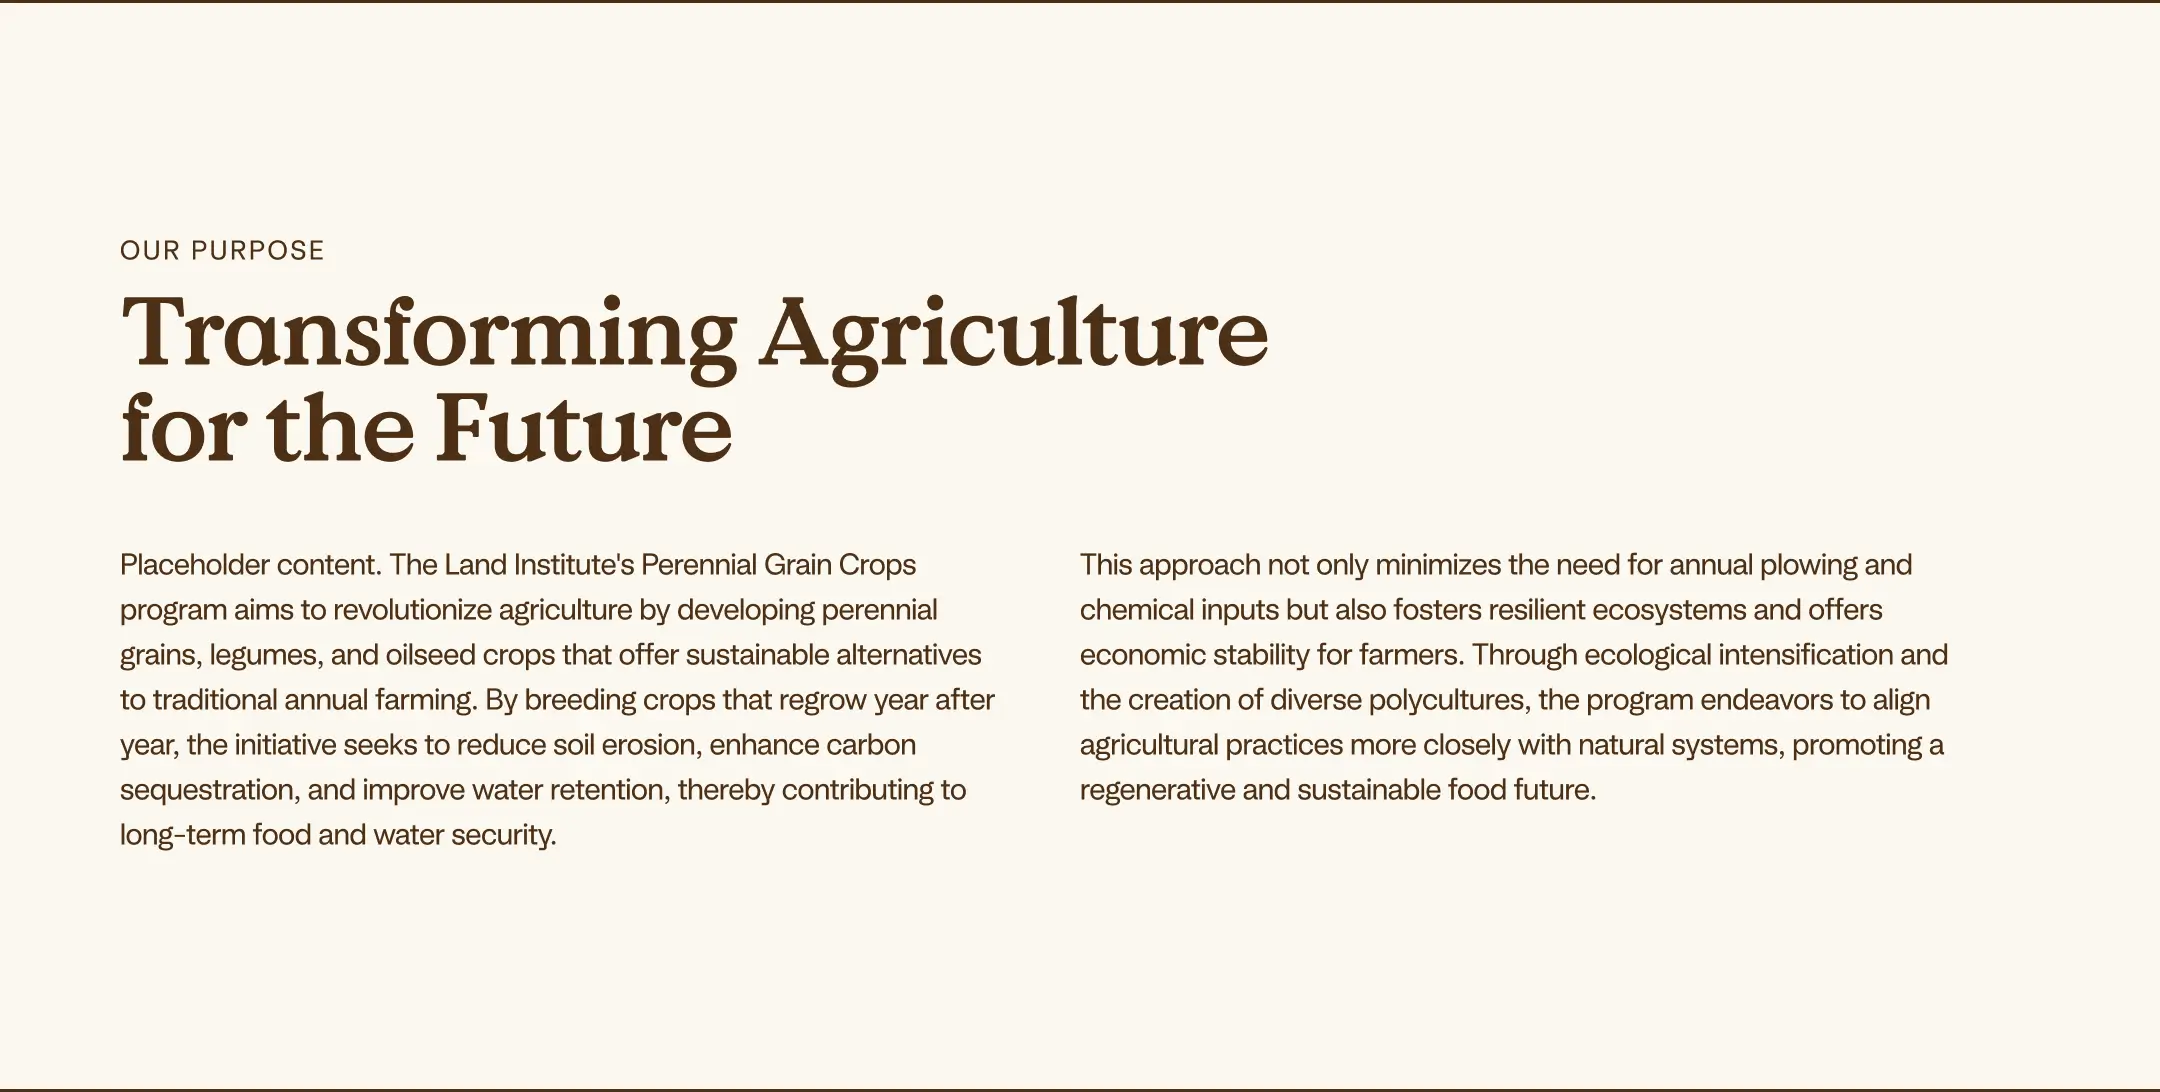 OUR PURPOSE
Transforming Agriculture
for the Future
Placeholder content. The Land Institute's Perennial Grain Crops
program aims to revolutionize agriculture by developing perennial
grains, legumes, and oilseed crops that offer sustainable alternatives
to traditional annual farming. By breeding crops that regrow year after
year, the initiative seeks to reduce soil erosion, enhance carbon
sequestration, and improve water retention, thereby contributing to
long-term food and water security.
This approach not only minimizes the need for annual plowing and
chemical inputs but also fosters resilient ecosystems and offers
economic stability for farmers. Through ecological intensification and
the creation of diverse polycultures, the program endeavors to align
agricultural practices more closely with natural systems, promoting a
regenerative and sustainable food future.